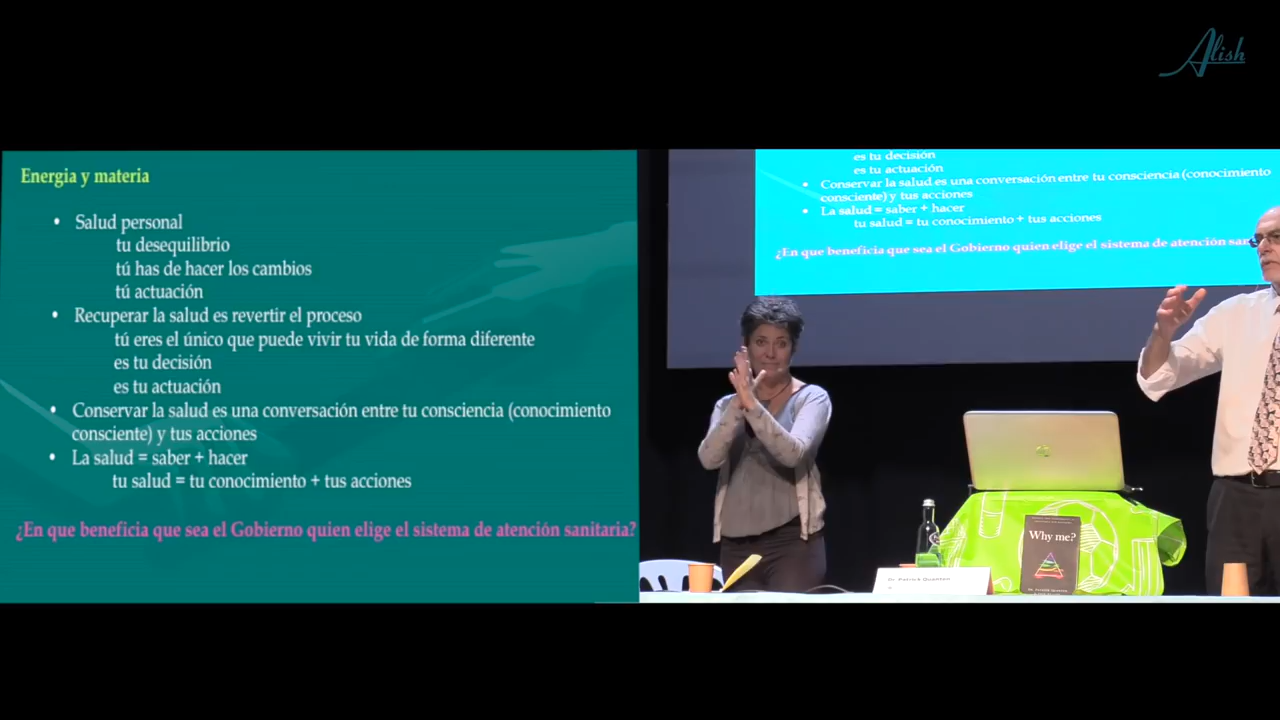 Alish
Energia y materia
• Salud personal
tu desequilibrio
tú has de hacer los cambios
tú actuación
• Recuperar la salud es revertir el proceso
tú eres el único que puede vivir tu vida de forma diferente
es tu decisión
es tu actuación
• Conservar la salud es una conversación entre tu consciencia (conocimiento
consciente) y tus acciones
• La salud = saber + hacer
tu salud = tu conocimiento + tus acciones
¿En que beneficia que sea el Gobierno quien elige el sistema de atención sanitaria?
es tu decisión
es tu actuación
• Conservar la salud es una conversación entre tu consciencia (conocimiento
consciente) y tus acciones
• La salud = saber + hacer
tu salud = tu conocimiento + tus acciones
¿En que beneficia que sea el Gobierno quien elige el sistema de atención
Why me?
Dr. Patrick Quanten